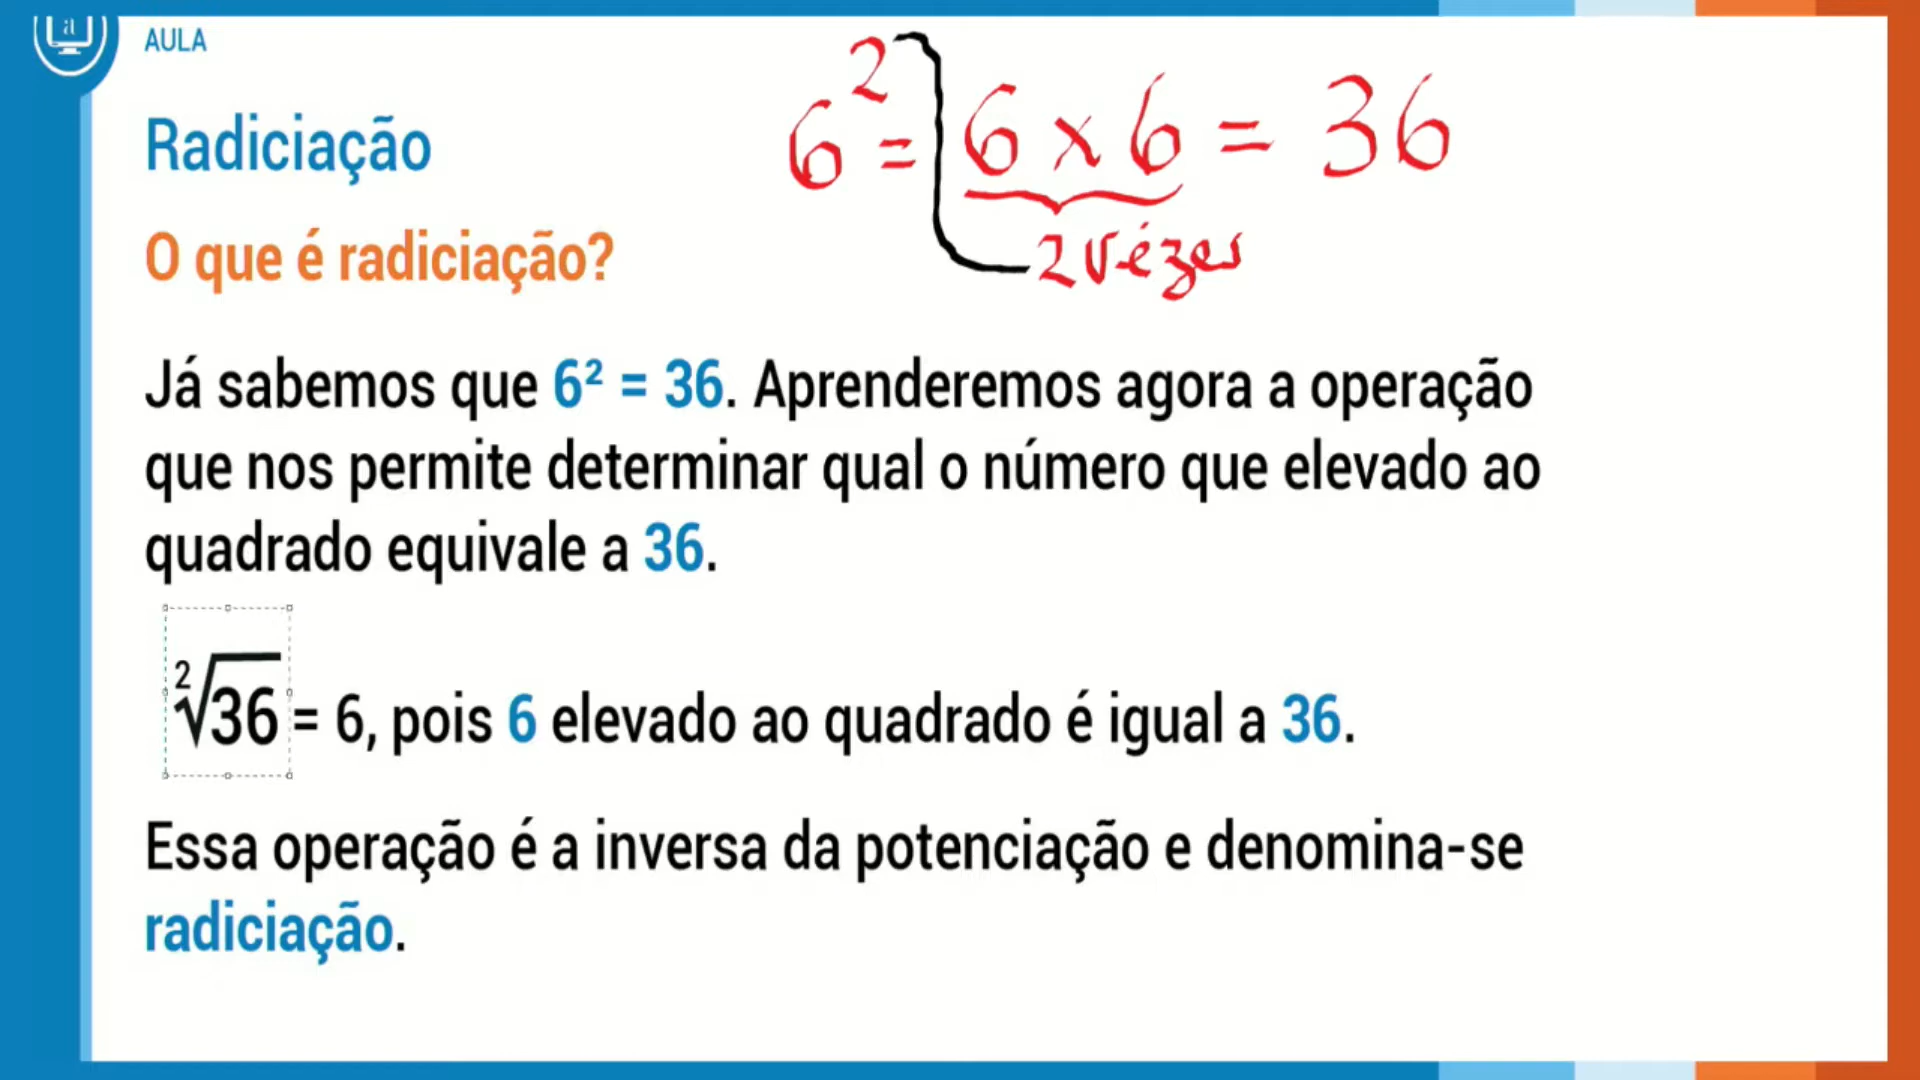 a
AULA
6² = 6 x 6 = 36
2 vézes
Radiciação
O que é radiciação?
Já sabemos que 6² = 36. Aprenderemos agora a operação
que nos permite determinar qual o número que elevado ao
quadrado equivale a 36.
²√36 = 6, pois 6 elevado ao quadrado é igual a 36.
Essa operação é a inversa da potenciação e denomina-se
radiciação.